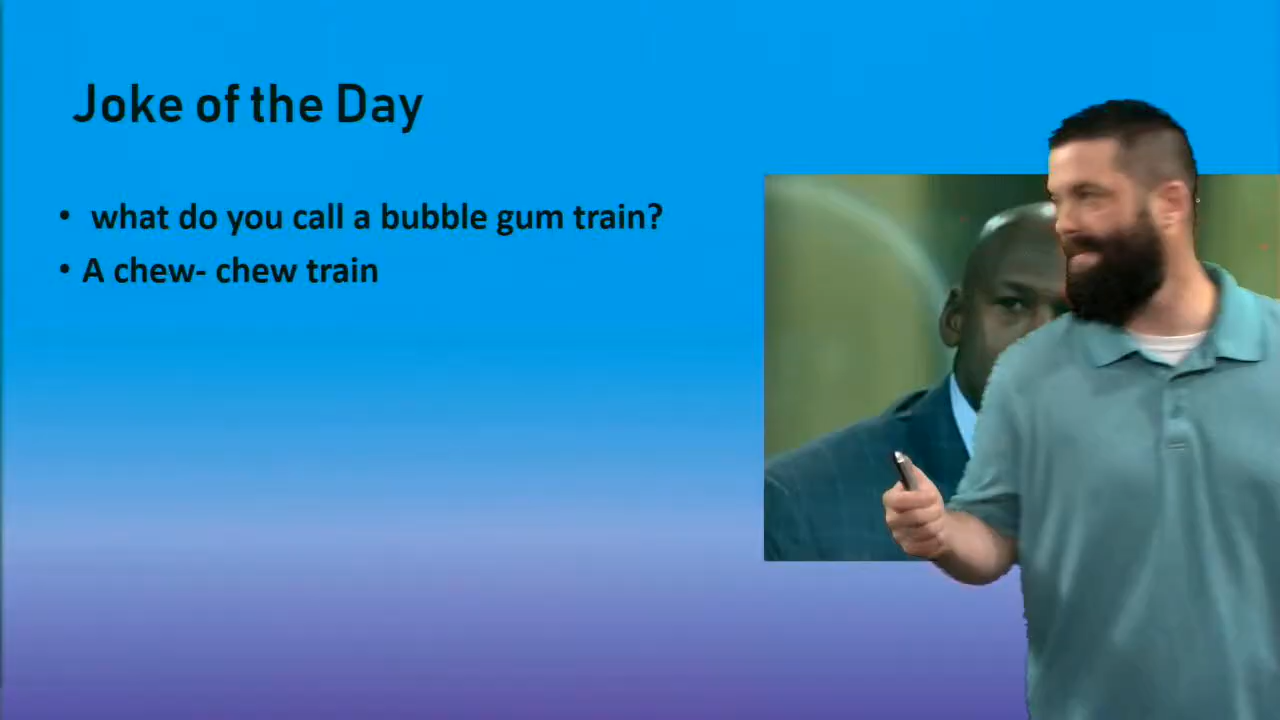 Joke of the Day
• what do you call a bubble gum train?
• A chew- chew train